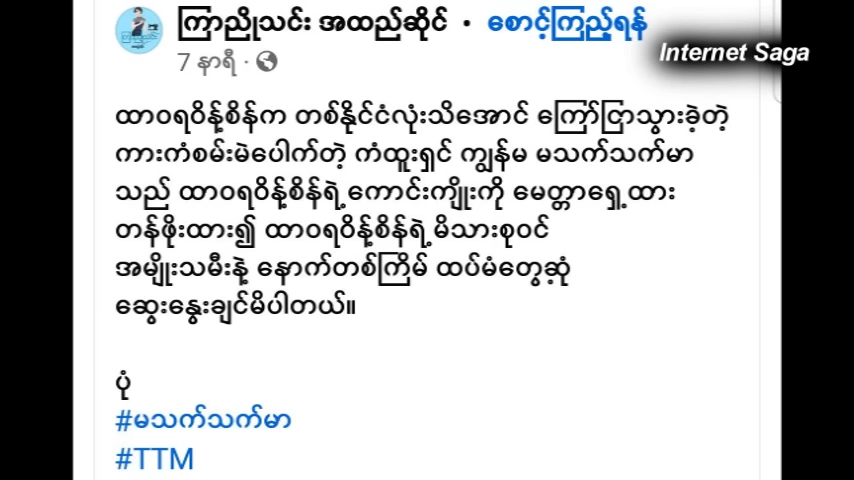 ကြာညိုသင်း အထည်ဆိုင် • စောင့်ကြည့်ရန်
7 နာရီ ·
Internet Saga
ထာဝရဝိန့်စိန်က တစ်နိုင်ငံလုံးသိအောင် ကြော်ငြာသွားခဲ့တဲ့
ကားကံစမ်းမဲပေါက်တဲ့ ကံထူးရှင် ကျွန်မ မသက်သက်မာ
သည် ထာဝရဝိန့်စိန်ရဲ့ကောင်းကျိုးကို မေတ္တာရှေ့ထား
တန်ဖိုးထား၍ ထာဝရဝိန့်စိန်ရဲ့မိသားစုဝင်
အမျိုးသမီးနဲ့ နောက်တစ်ကြိမ် ထပ်မံတွေ့ဆုံ
ဆွေးနွေးချင်မိပါတယ်။
ပုံ
#မသက်သက်မာ
#TTM